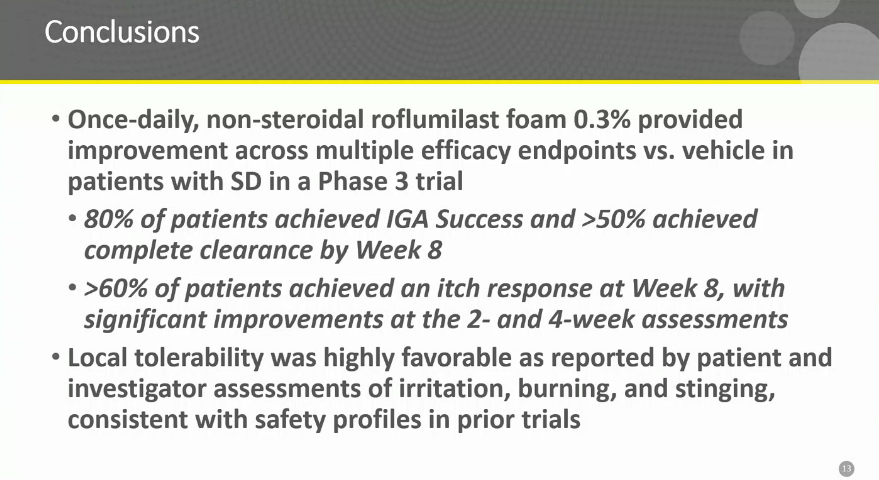 Conclusions
• Once-daily, non-steroidal roflumilast foam 0.3% provided
improvement across multiple efficacy endpoints vs. vehicle in
patients with SD in a Phase 3 trial
• 80% of patients achieved IGA Success and >50% achieved
complete clearance by Week 8
• >60% of patients achieved an itch response at Week 8, with
significant improvements at the 2- and 4-week assessments
• Local tolerability was highly favorable as reported by patient and
investigator assessments of irritation, burning, and stinging,
consistent with safety profiles in prior trials
13